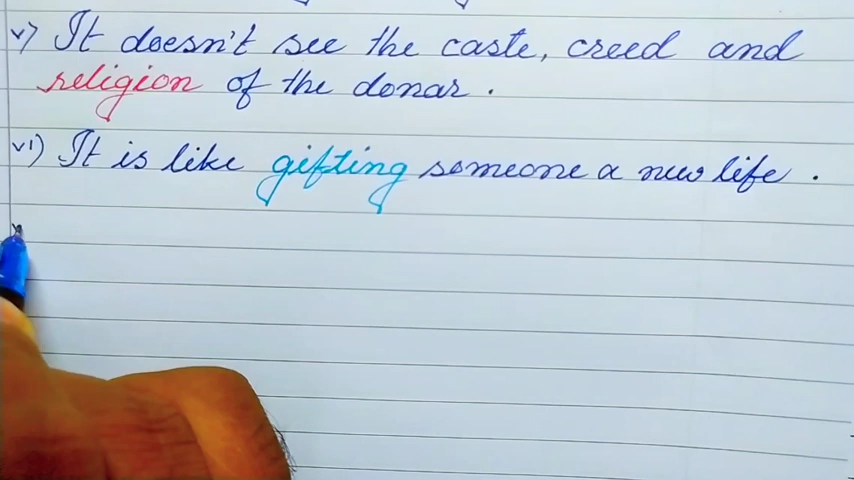 v) It doesn't see the caste, creed and
religion of the donar.
vi) It is like gifting someone a new life.
v